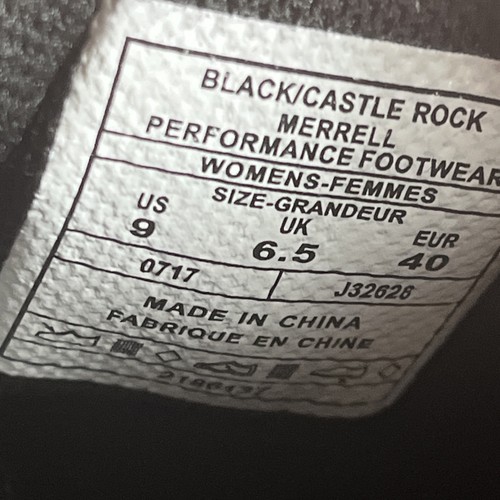 BLACK/CASTLE ROCK
MERRELL
PERFORMANCE FOOTWEAR
WOMENS-FEMMES
SIZE-GRANDEUR
US UK EUR
9 6.5 40
0717 J32626
MADE IN CHINA
FABRIQUE EN CHINE